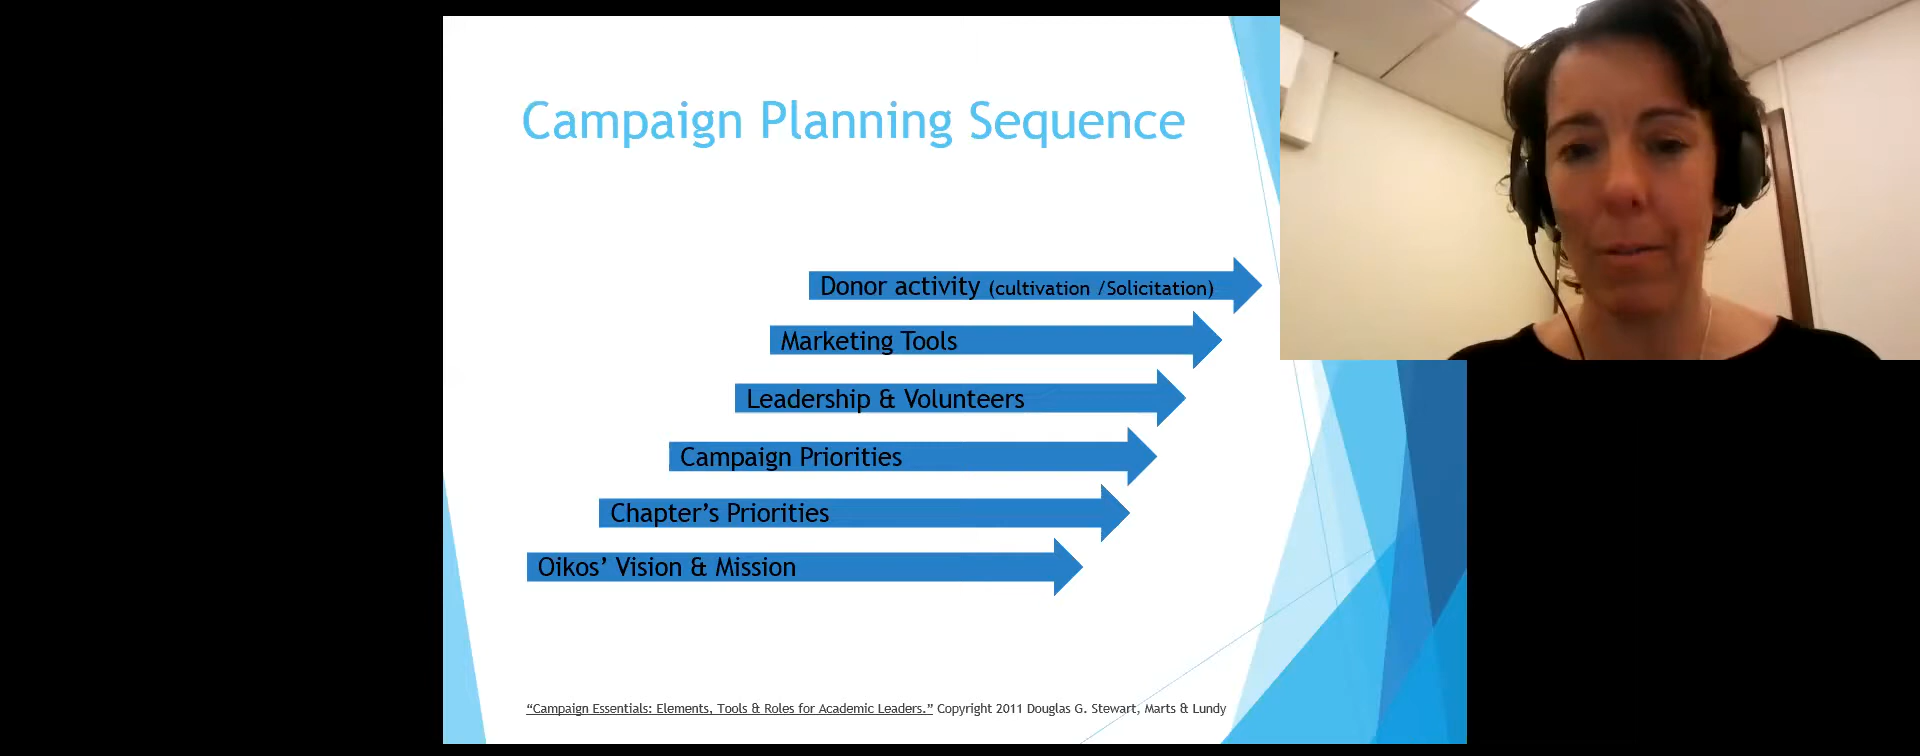 Campaign Planning Sequence
Donor activity (cultivation /Solicitation)
Marketing Tools
Leadership & Volunteers
Campaign Priorities
Chapter’s Priorities
Oikos’ Vision & Mission
“Campaign Essentials: Elements, Tools & Roles for Academic Leaders.” Copyright 2011 Douglas G. Stewart, Marts & Lundy